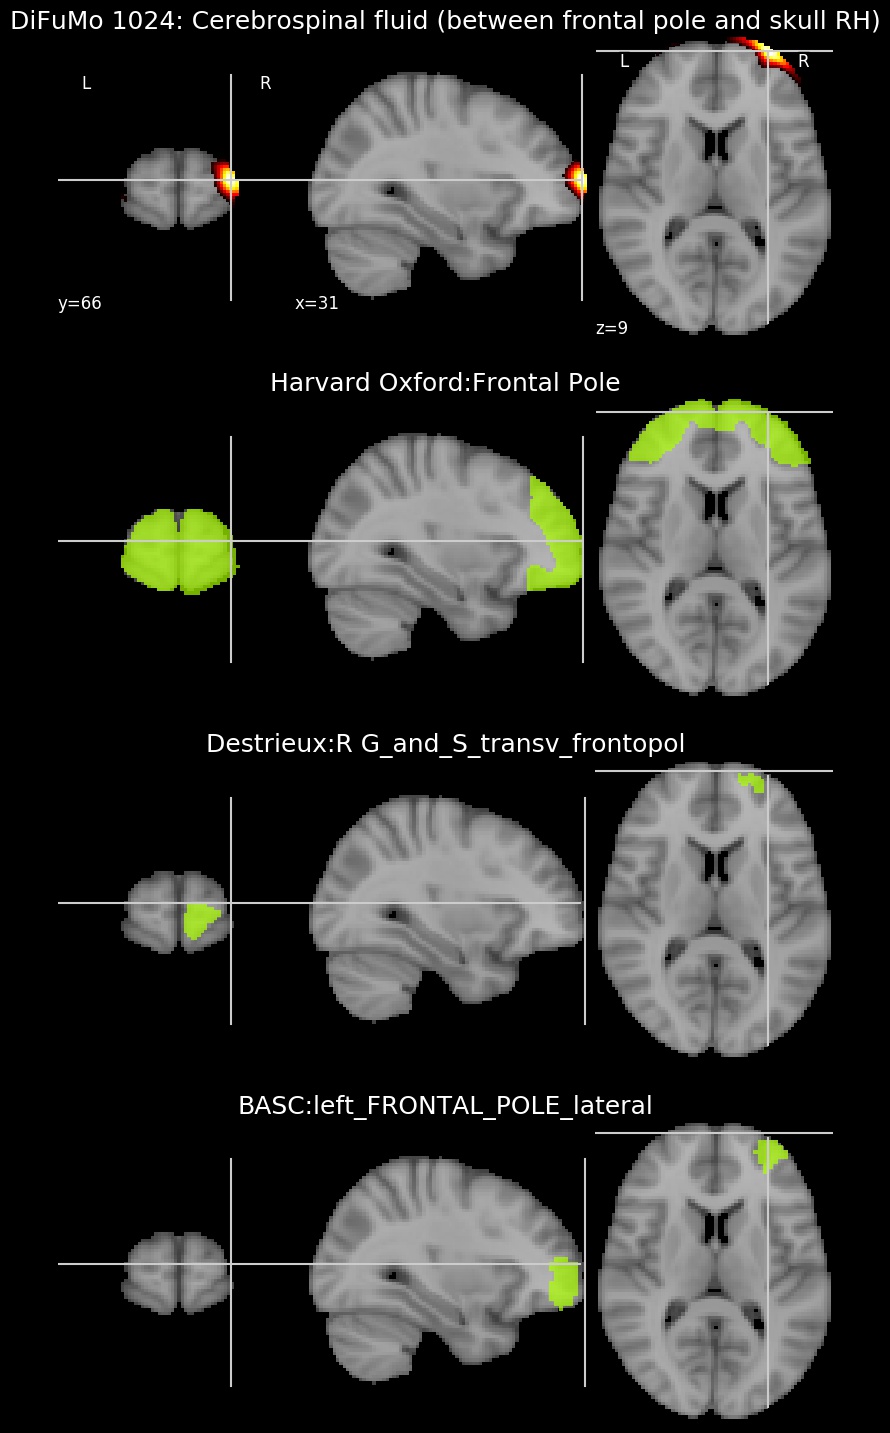 DiFuMo 1024: Cerebrospinal fluid (between frontal pole and skull RH)
L R L R
y=66 x=31 z=9
Harvard Oxford:Frontal Pole
Destrieux:R G_and_S_transv_frontopol
BASC:left_FRONTAL_POLE_lateral